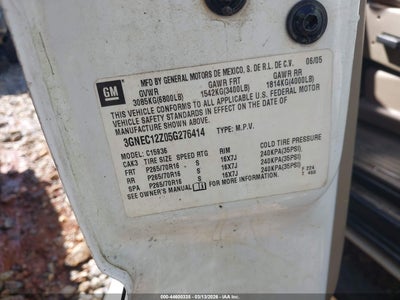 GM
MFD BY GENERAL MOTORS DE MEXICO, S. DE R.L. DE C.V. 06/05
GVWR GAWR FRT GAWR RR
3085KG(6800LB) 1542KG(3400LB) 1814KG(4000LB)
THIS VEHICLE CONFORMS TO ALL APPLICABLE U.S. FEDERAL MOTOR
VEHICLE SAFETY STANDARDS IN EFFECT ON THE DATE OF
MANUFACTURE SHOWN ABOVE.
3GNEC12Z05G276414 TYPE: M.P.V.
MODEL: C15936
CA33 TIRE SIZE SPEED RTG RIM COLD TIRE PRESSURE
FRT P265/70R16 S 16X7J 240KPA(35PSI)
RR P265/70R16 S 16X7J 240KPA(35PSI)
SPA P265/70R16 S 16X7J 240KPA(35PSI)
SEE OWNER'S MANUAL FOR MORE INFORMATION.
000-44600335 - 03/13/2026 -